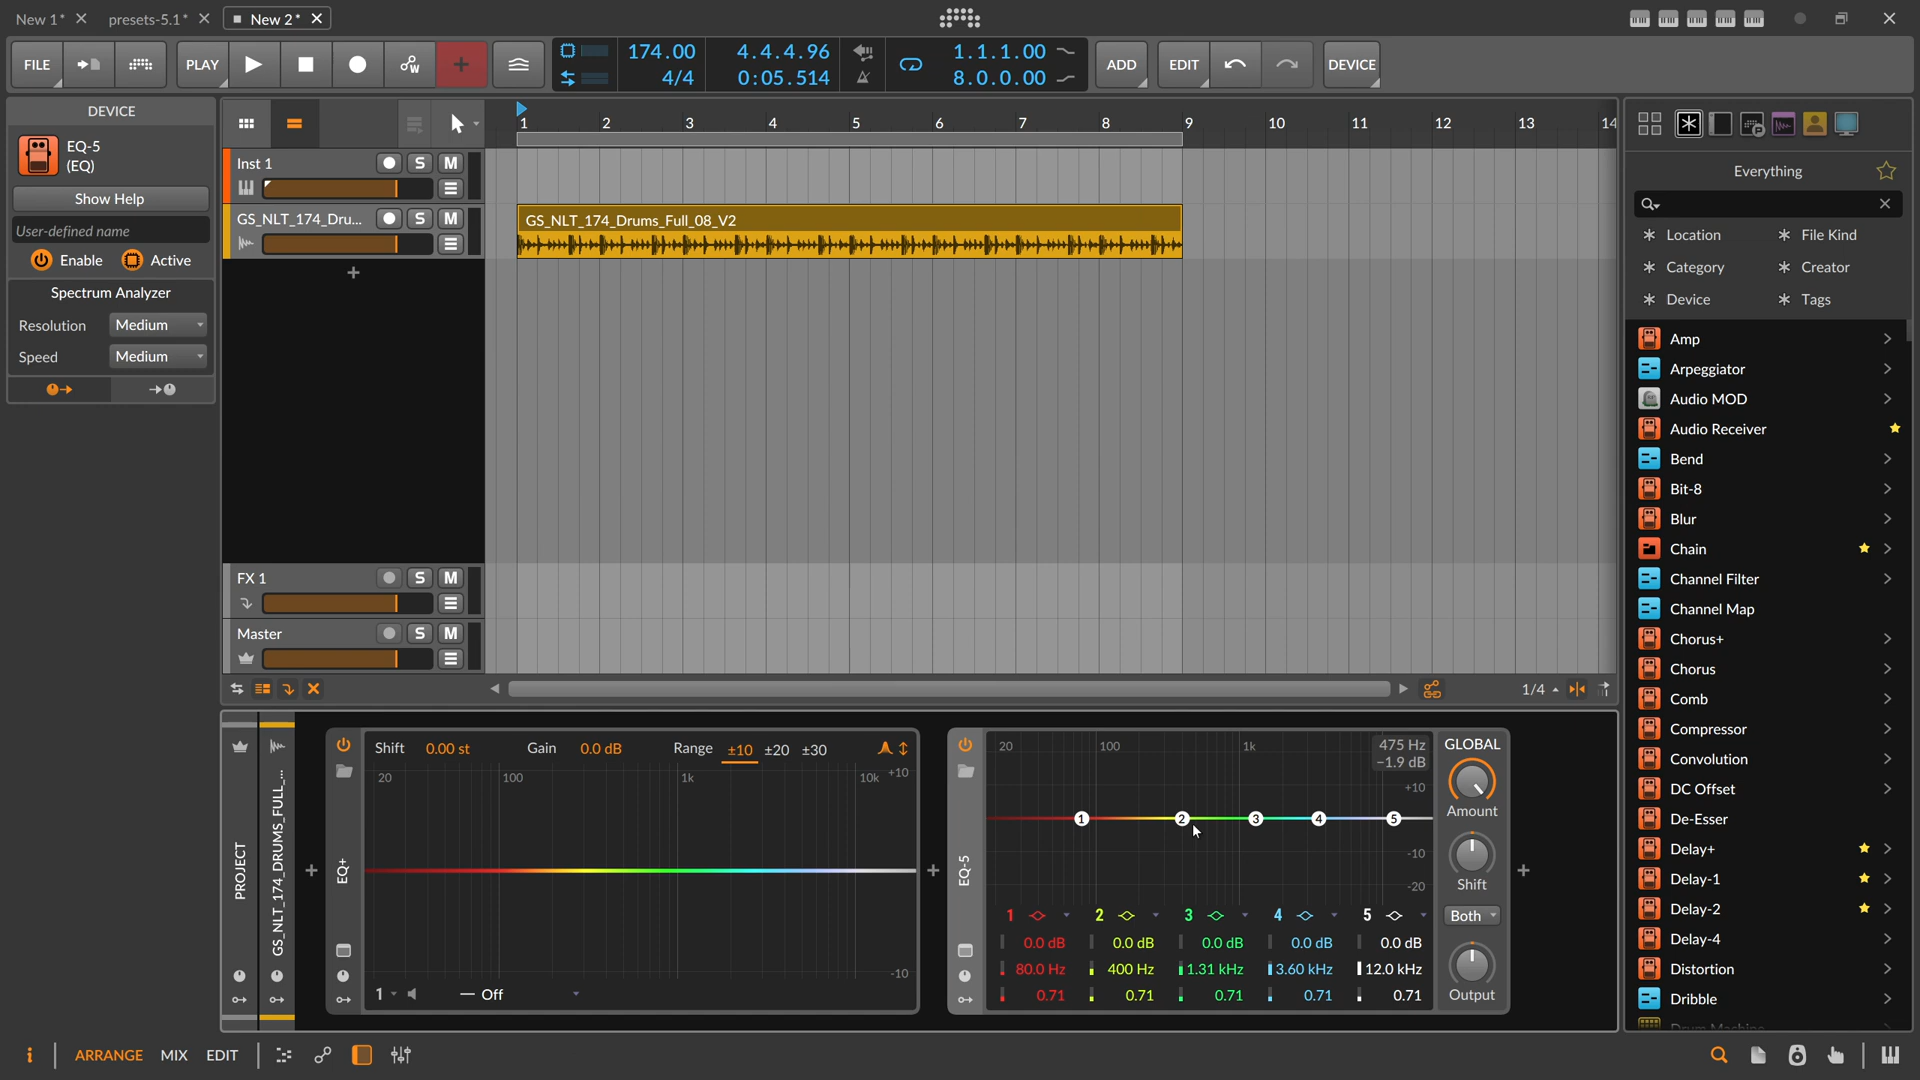 New 1* presets-5.1* New 2*
FILE PLAY ADD EDIT DEVICE
174.00 4.4.4.96 1.1.1.00
4/4 0:05.514 8.0.0.00
DEVICE
EQ-5
(EQ)
Show Help
User-defined name
Enable Active
Spectrum Analyzer
Resolution Medium
Speed Medium
1 2 3 4 5 6 7 8 9 10 11 12 13 14
Inst 1 S M
GS_NLT_174_Dru... S M
GS_NLT_174_Drums_Full_08_V2
+
FX 1 S M
Master S M
1/4
PROJECT
GS_NLT_174_DRUMS_FULL_...
EQ+
Shift 0.00 st Gain 0.0 dB Range ±10 ±20 ±30
20 100 1k 10k +10
-10
1 — Off
EQ-5
20 100 1k
475 Hz
−1.9 dB
+10
-10
-20
1 2 3 4 5
1 2 3 4 5
0.0 dB 0.0 dB 0.0 dB 0.0 dB 0.0 dB
80.0 Hz 400 Hz 1.31 kHz 3.60 kHz 12.0 kHz
0.71 0.71 0.71 0.71 0.71
GLOBAL
Amount
Shift
Both
Output
Everything
Location File Kind
Category Creator
Device Tags
Amp
Arpeggiator
Audio MOD
Audio Receiver
Bend
Bit-8
Blur
Chain
Channel Filter
Channel Map
Chorus+
Chorus
Comb
Compressor
Convolution
DC Offset
De-Esser
Delay+
Delay-1
Delay-2
Delay-4
Distortion
Dribble
Drum Machine
i ARRANGE MIX EDIT